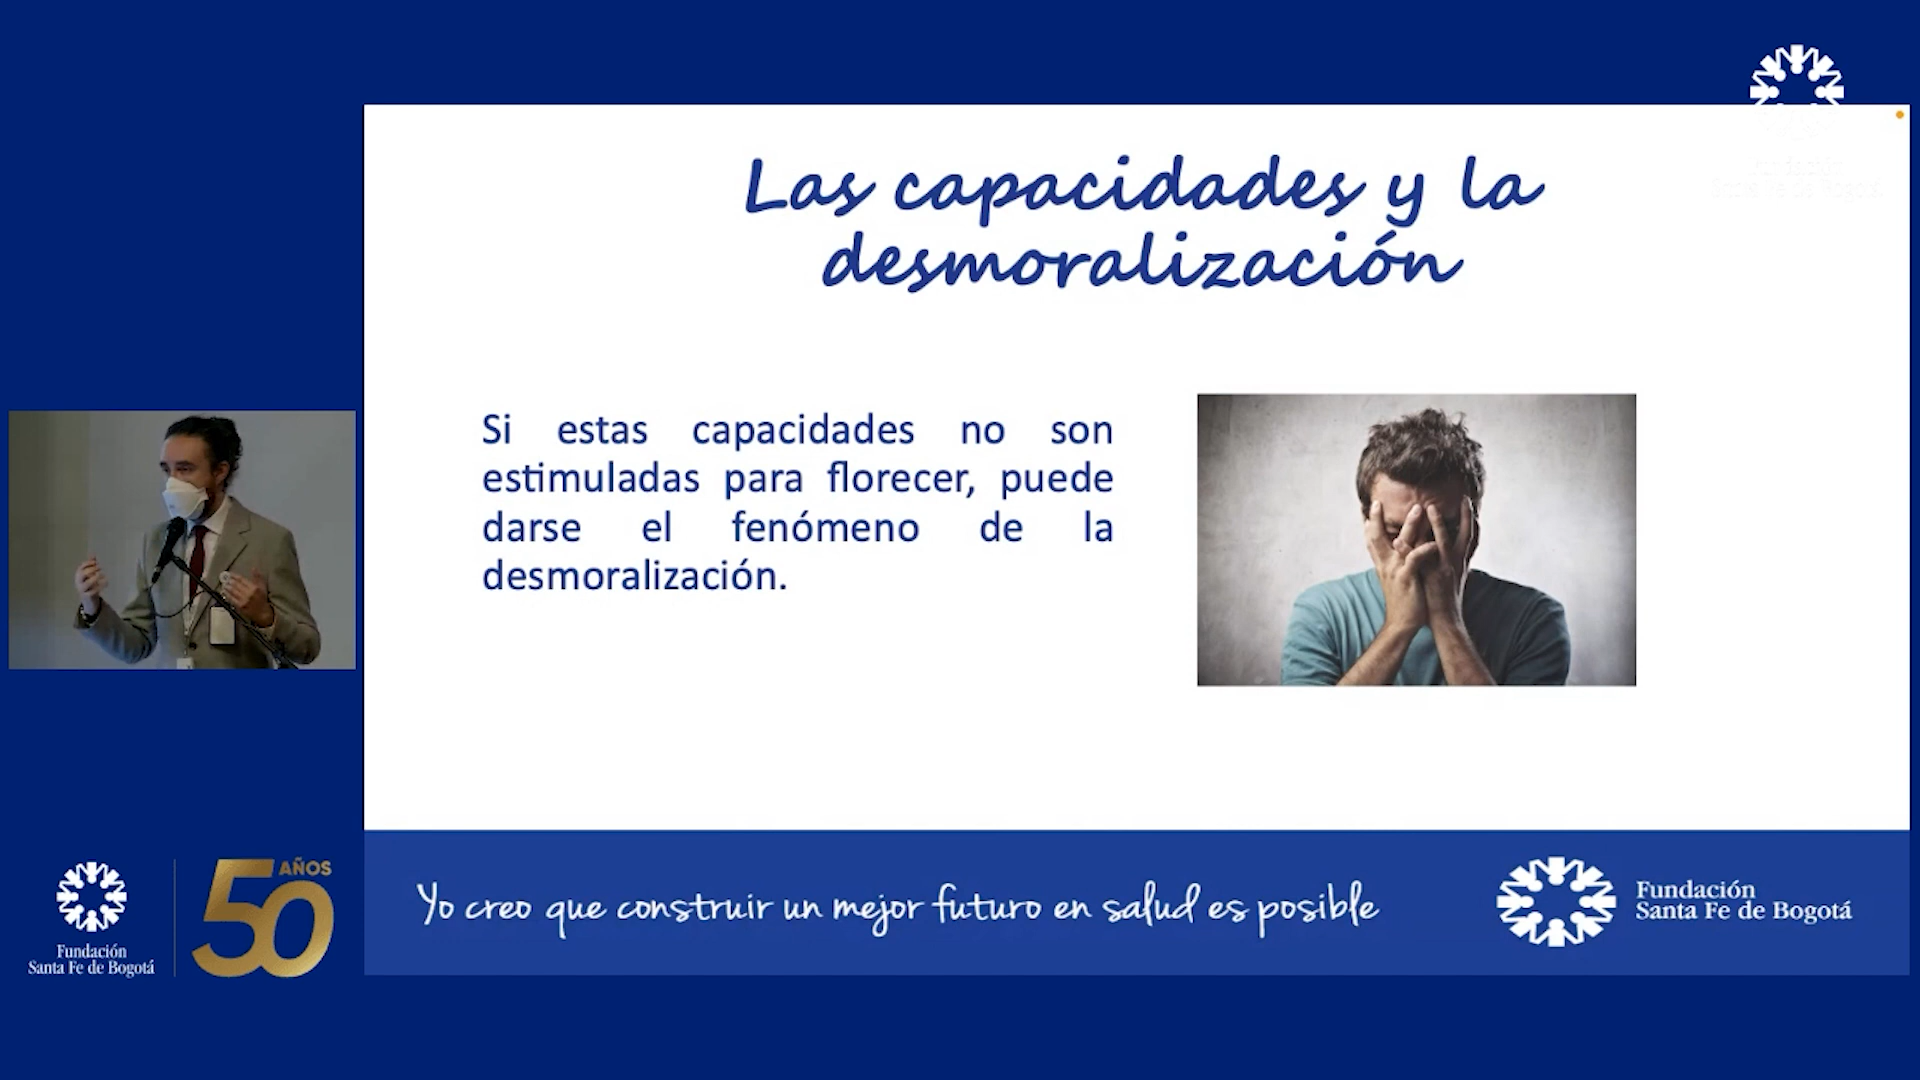 Las capacidades y la
desmoralización
Si estas capacidades no son
estimuladas para florecer, puede
darse el fenómeno de la
desmoralización.
AÑOS
50
Fundación
Santa Fe de Bogotá
Yo creo que construir un mejor futuro en salud es posible
Fundación
Santa Fe de Bogotá